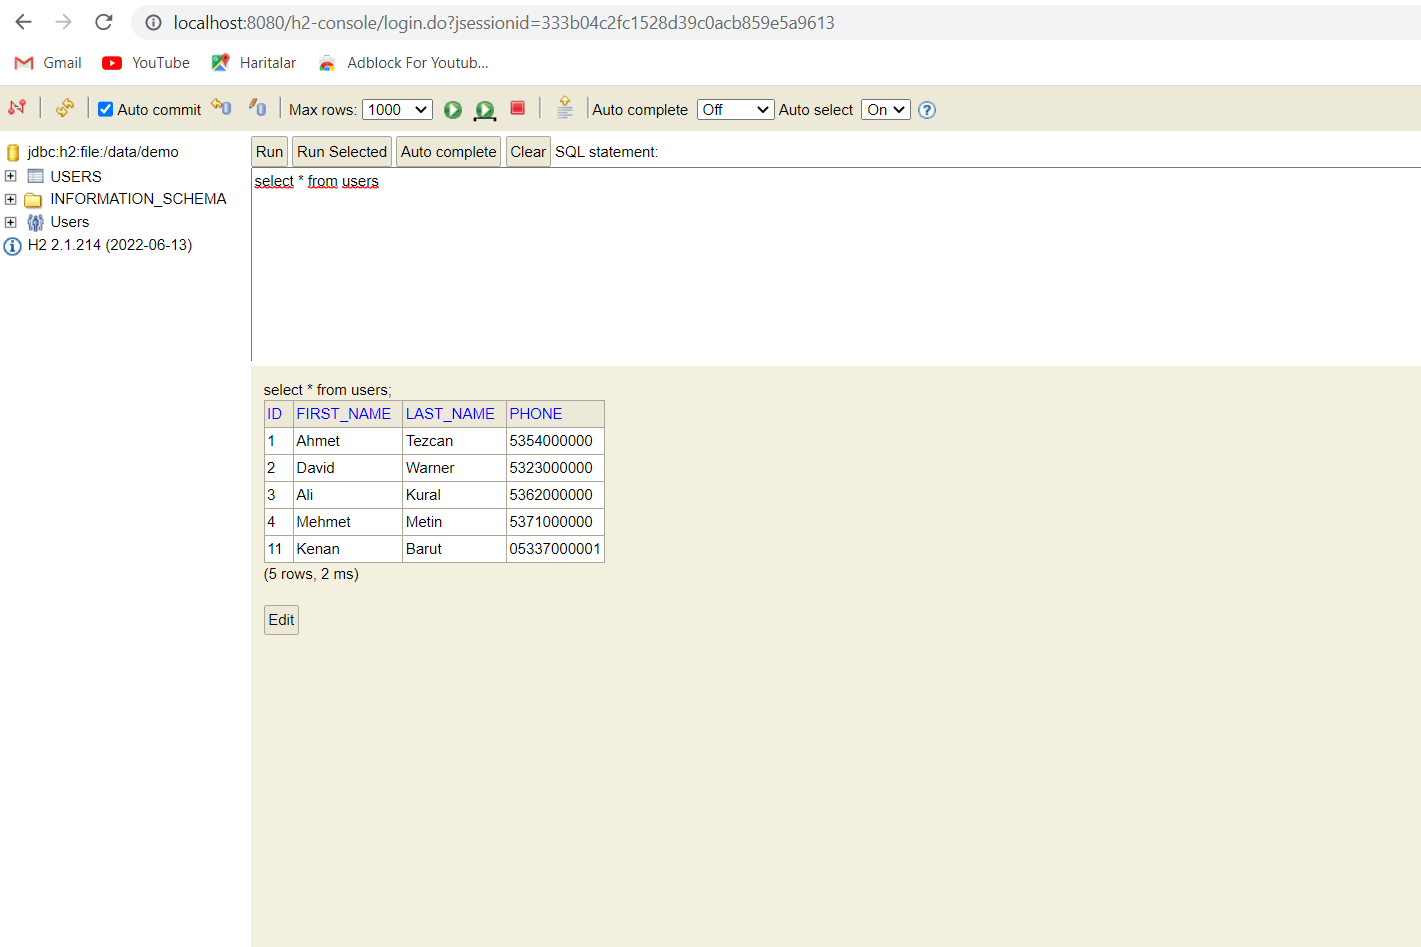 localhost:8080/h2-console/login.do?jsessionid=333b04c2fc1528d39c0acb859e5a9613
Gmail YouTube Haritalar Adblock For Youtub...
Auto commit Max rows: 1000 Auto complete Off Auto select On ?
jdbc:h2:file:/data/demo
USERS
INFORMATION_SCHEMA
Users
H2 2.1.214 (2022-06-13)
Run Run Selected Auto complete Clear SQL statement:
select * from users
select * from users;
ID FIRST_NAME LAST_NAME PHONE
1 Ahmet Tezcan 5354000000
2 David Warner 5323000000
3 Ali Kural 5362000000
4 Mehmet Metin 5371000000
11 Kenan Barut 05337000001
(5 rows, 2 ms)
Edit